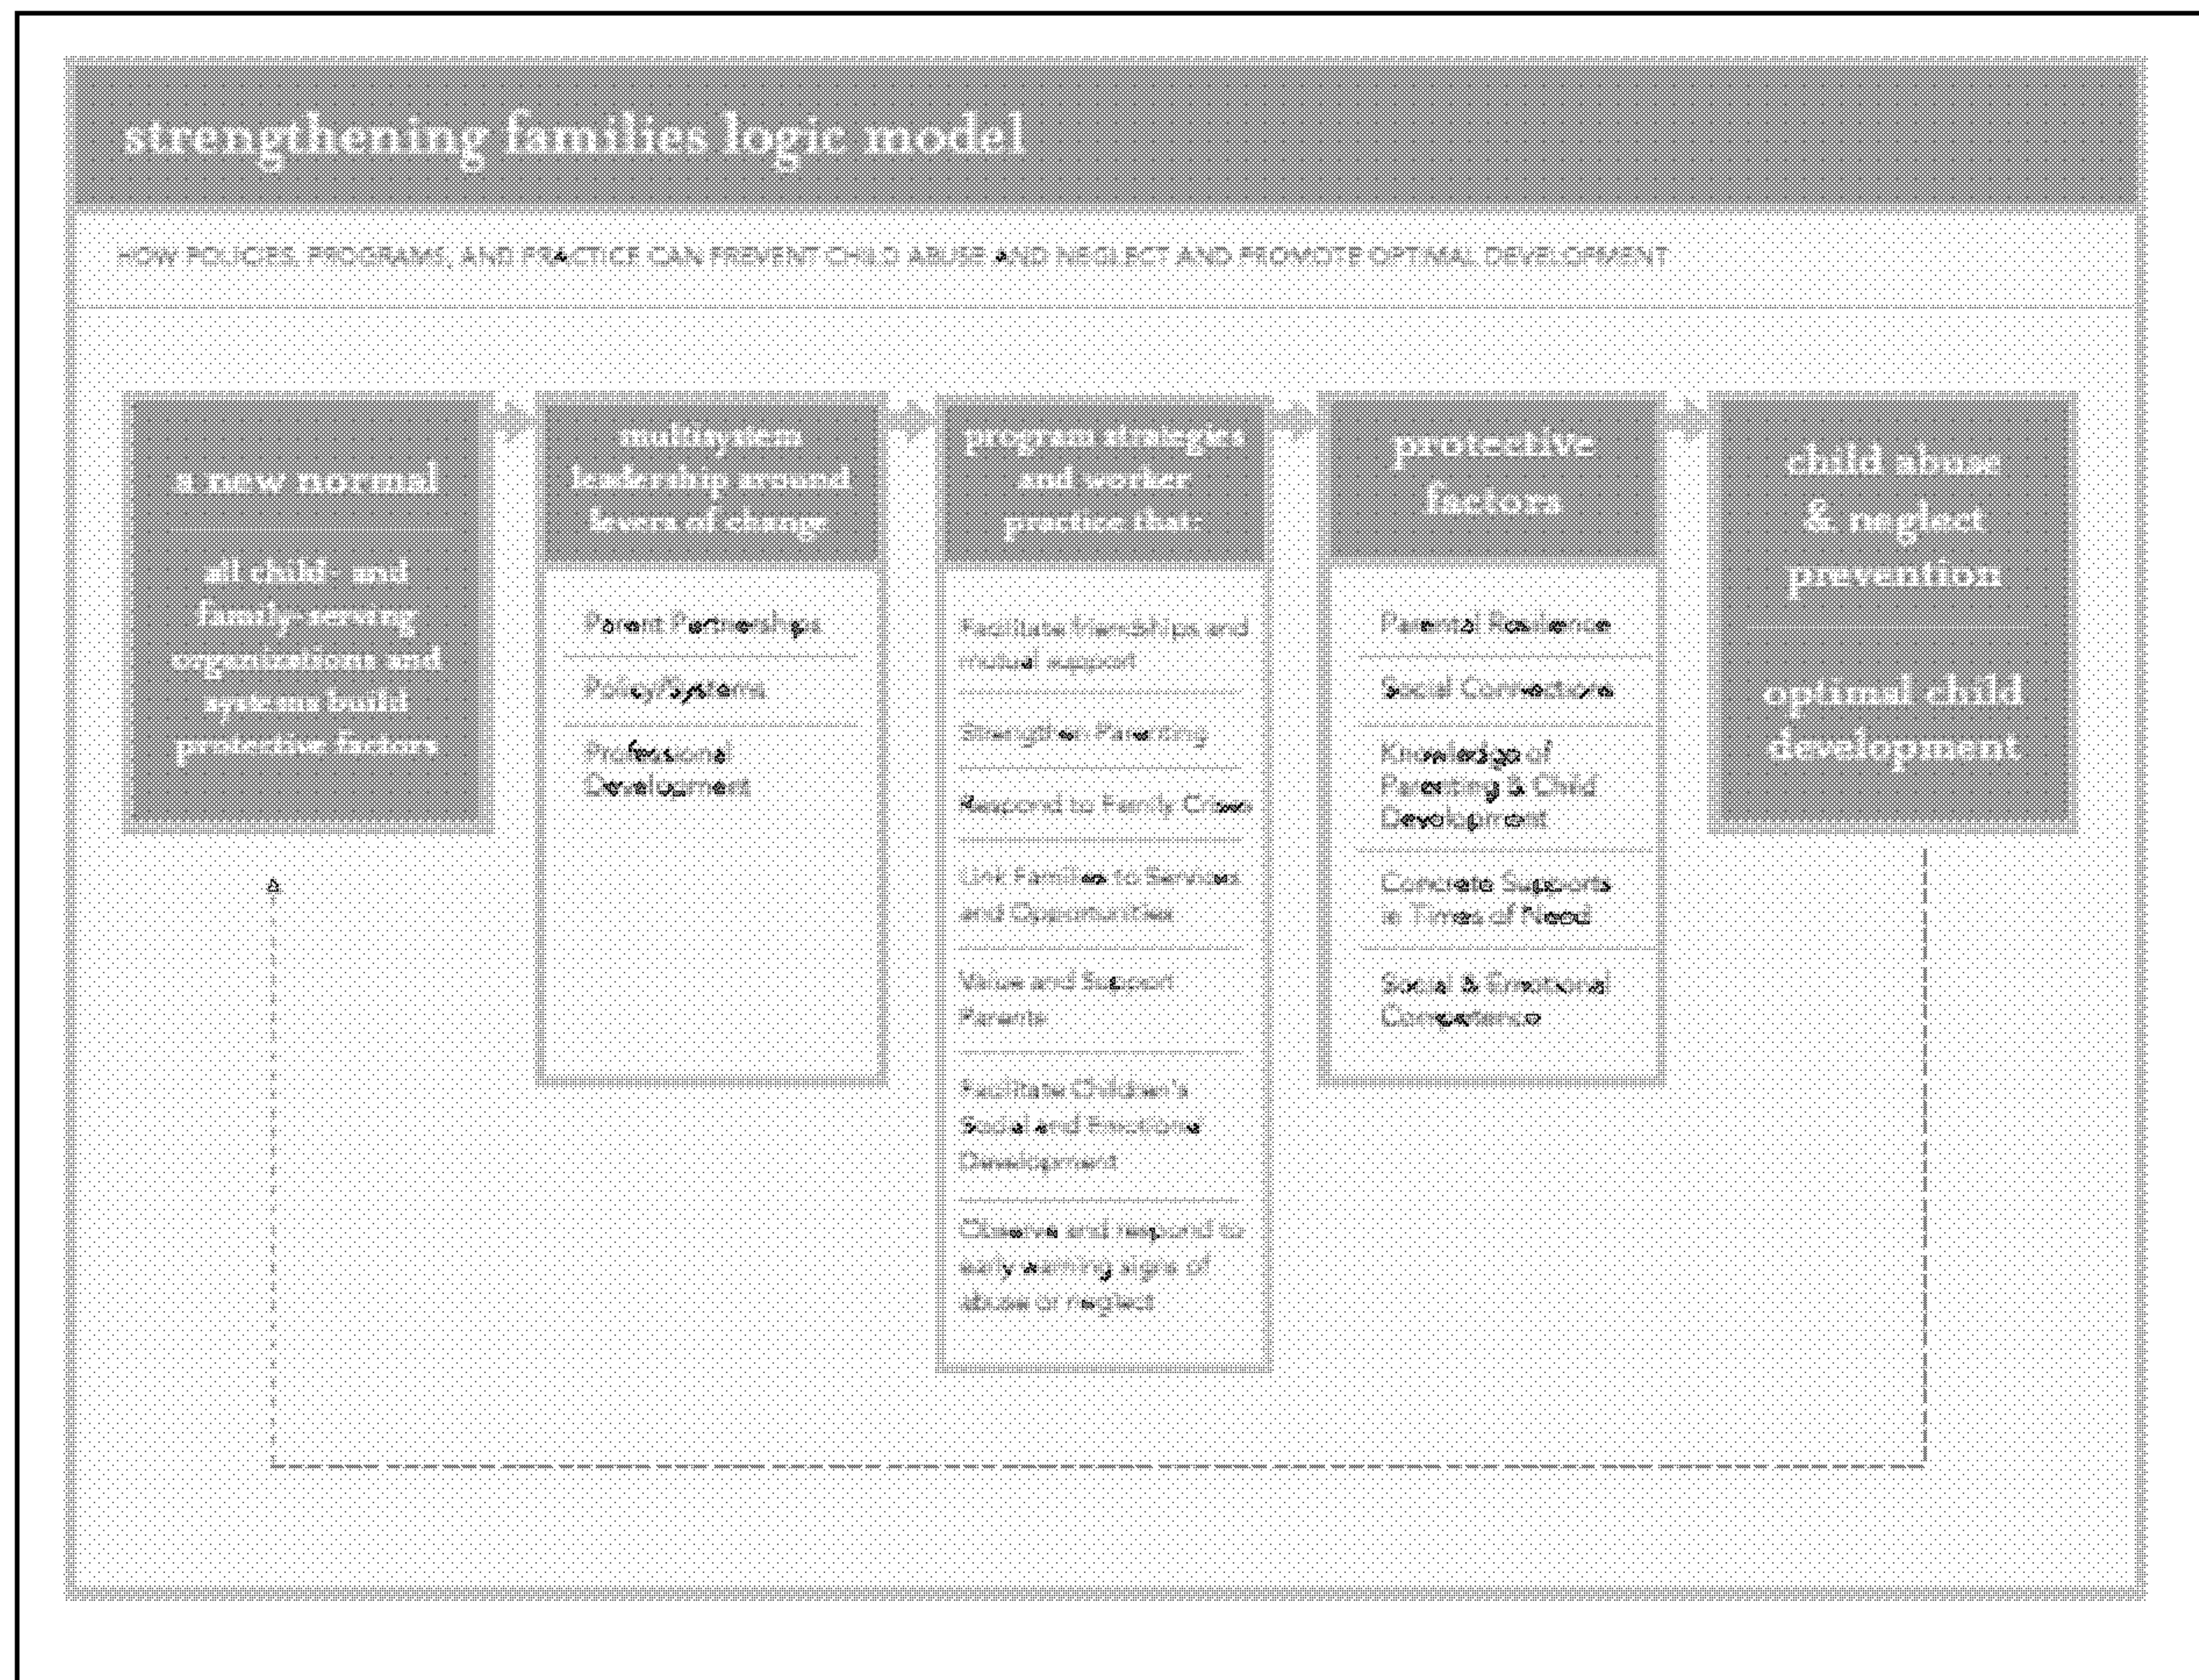 strengthening families logic model
HOW POLICIES, PROGRAMS, AND PRACTICE CAN PREVENT CHILD ABUSE AND NEGLECT AND PROMOTE OPTIMAL DEVELOPMENT
a new normal
all child- and
family-serving
organizations and
systems build
protective factors
multisystem
leadership around
levers of change
Parent Partnerships
Policy/Systems
Professional
Development
program strategies
and worker
practice that:
Facilitate friendships and
mutual support
Strengthen Parenting
Respond to Family Crises
Link Families to Services
and Opportunities
Value and Support
Parents
Facilitate Children's
Social and Emotional
Development
Observe and respond to
early warning signs of
abuse or neglect
protective
factors
Parental Resilience
Social Connections
Knowledge of
Parenting & Child
Development
Concrete Supports
in Times of Need
Social & Emotional
Competence
child abuse
& neglect
prevention
optimal child
development